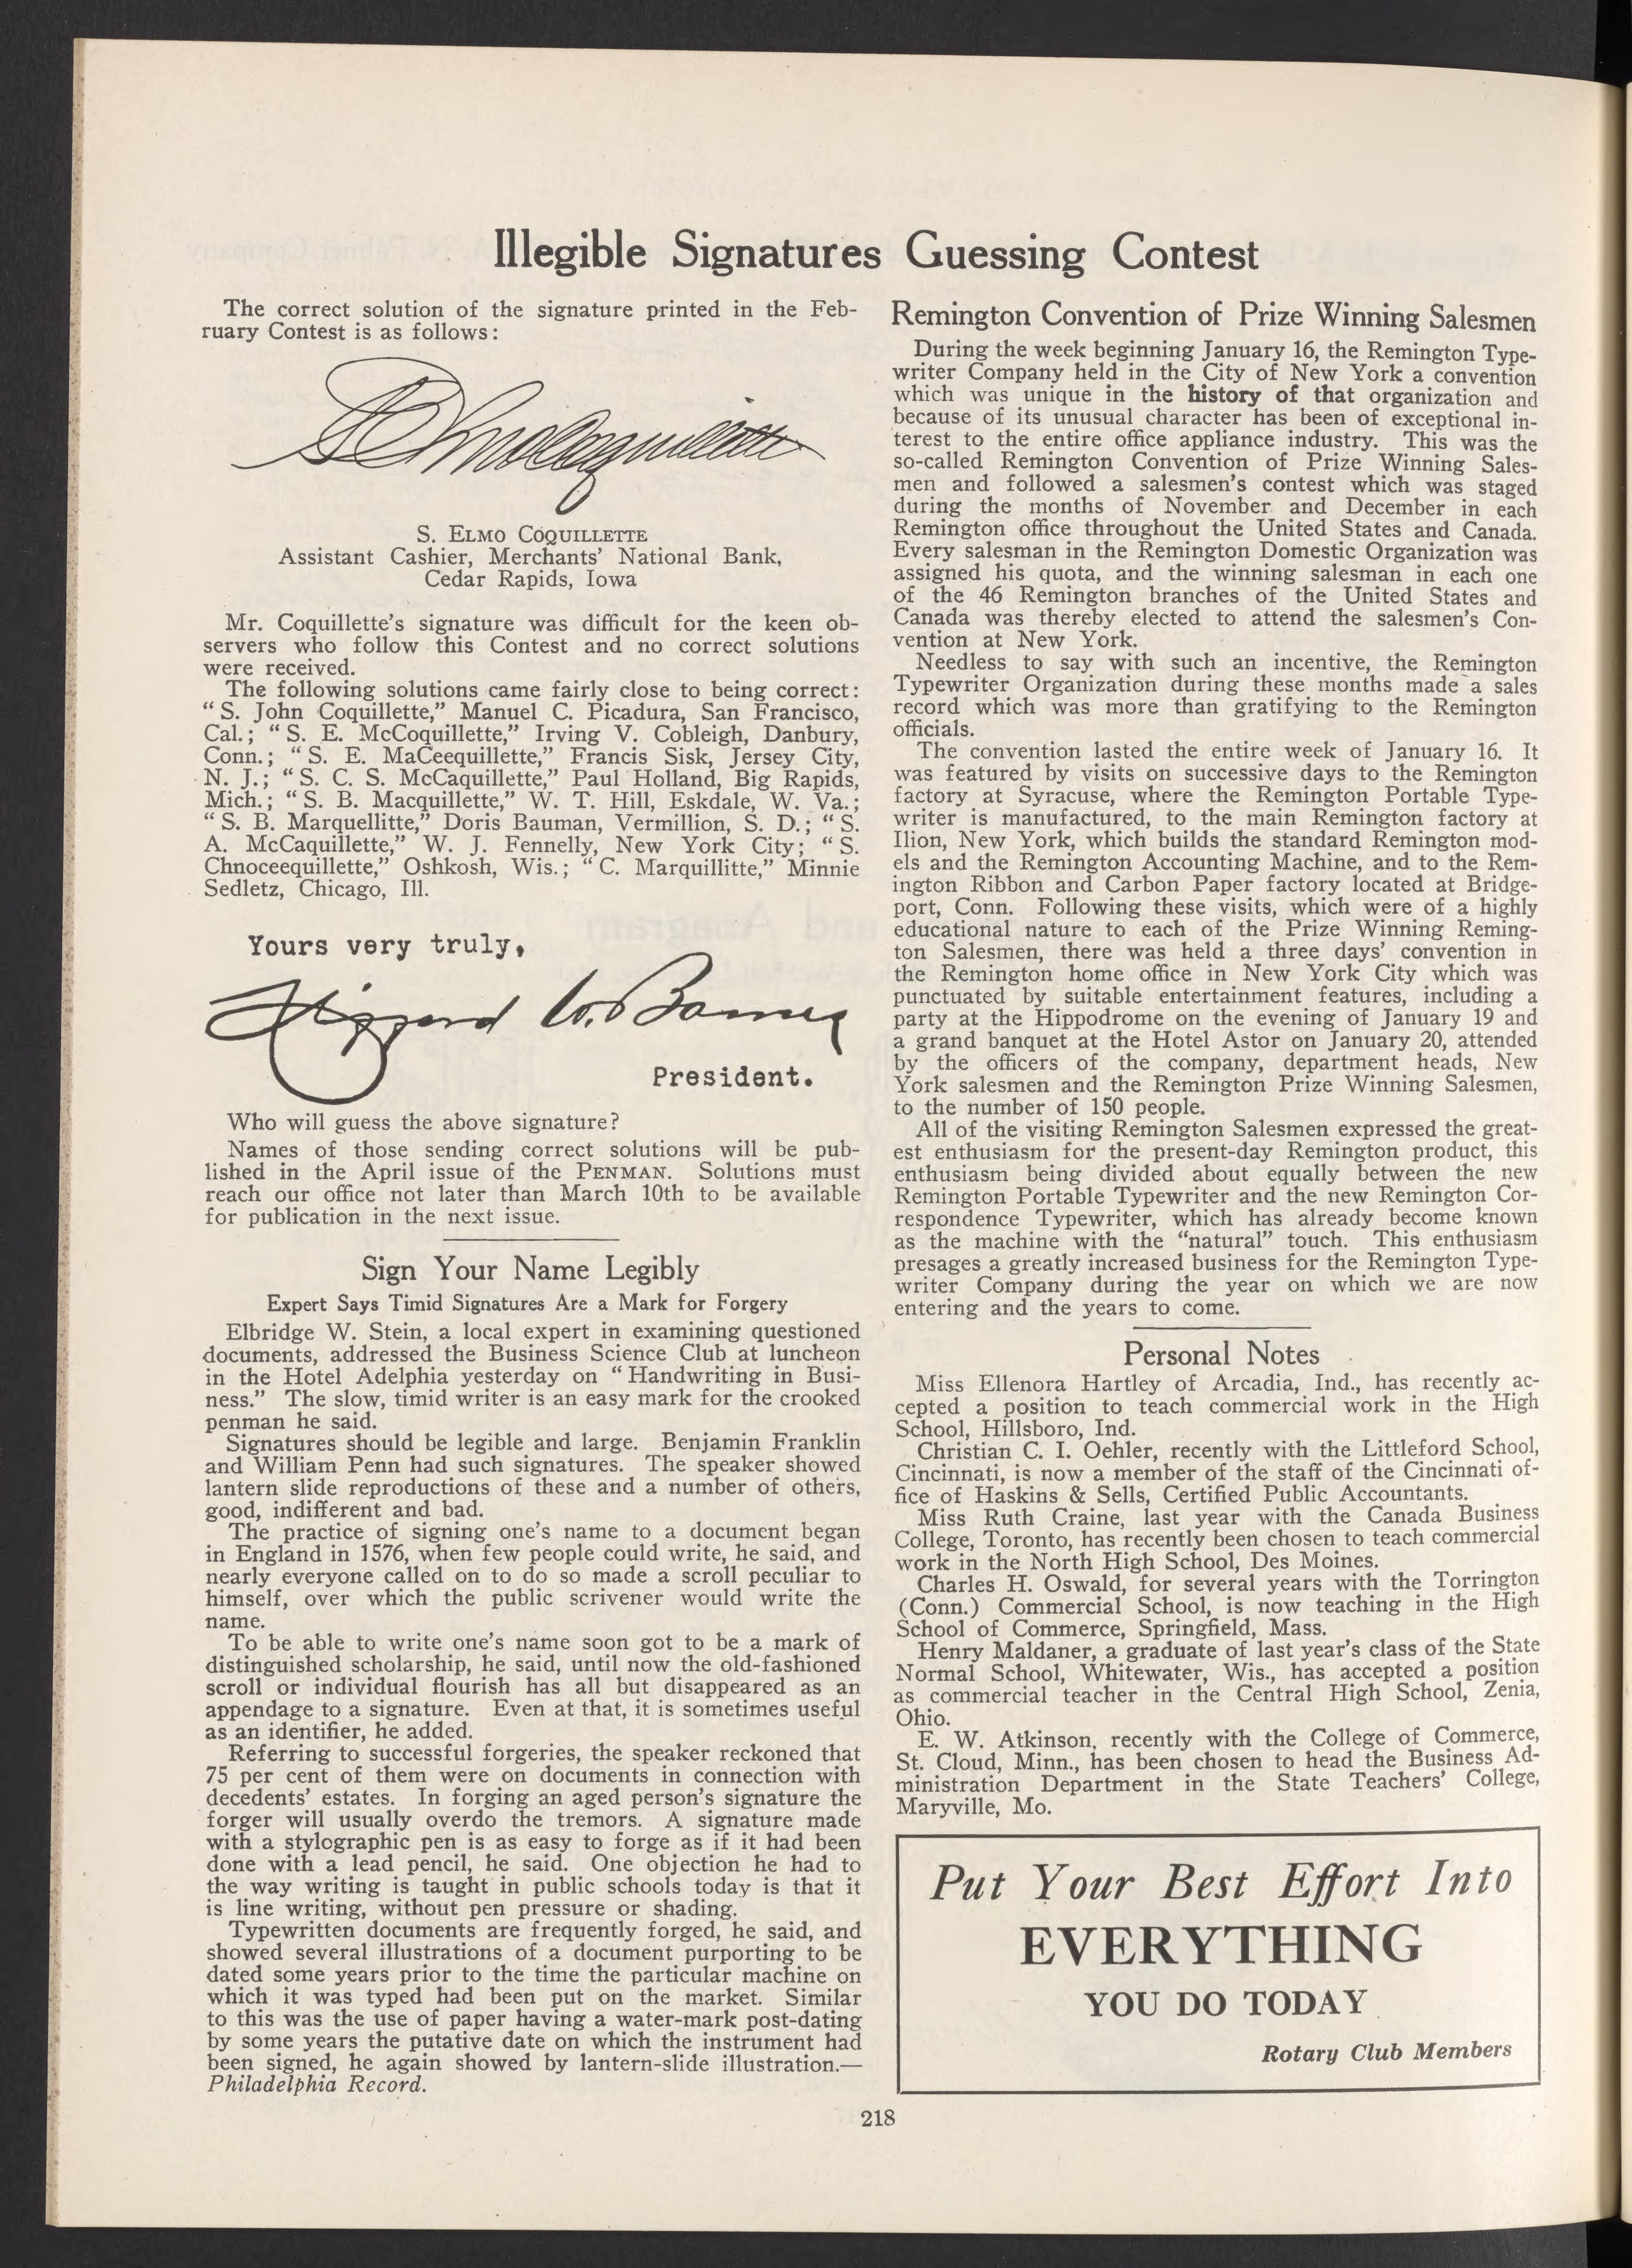 Illegible Signatures Guessing Contest
The correct solution of the signature printed in the Feb-
ruary Contest is as follows:
S. ELMO COQUILLETTE
Assistant Cashier, Merchants' National Bank,
Cedar Rapids, Iowa
Mr. Coquillette's signature was difficult for the keen ob-
servers who follow this Contest and no correct solutions
were received.
The following solutions came fairly close to being correct:
"S. John Coquillette," Manuel C. Picadura, San Francisco,
Cal.; "S. E. McCoquillette," Irving V. Cobleigh, Danbury,
Conn.; "S. E. MaCeequillette," Francis Sisk, Jersey City,
N. J.; "S. C. S. McCaquillette," Paul Holland, Big Rapids,
Mich.; "S. B. Macquillette," W. T. Hill, Eskdale, W. Va.;
"S. B. Marquellitte," Doris Bauman, Vermillion, S. D.; "S.
A. McCaquillette," W. J. Fennelly, New York City; "S.
Chnoceequillette," Oshkosh, Wis.; "C. Marquillitte," Minnie
Sedletz, Chicago, Ill.
Yours very truly,
President.
Who will guess the above signature?
Names of those sending correct solutions will be pub-
lished in the April issue of the PENMAN. Solutions must
reach our office not later than March 10th to be available
for publication in the next issue.
Sign Your Name Legibly
Expert Says Timid Signatures Are a Mark for Forgery
Elbridge W. Stein, a local expert in examining questioned
documents, addressed the Business Science Club at luncheon
in the Hotel Adelphia yesterday on "Handwriting in Busi-
ness." The slow, timid writer is an easy mark for the crooked
penman he said.
Signatures should be legible and large. Benjamin Franklin
and William Penn had such signatures. The speaker showed
lantern slide reproductions of these and a number of others,
good, indifferent and bad.
The practice of signing one's name to a document began
in England in 1576, when few people could write, he said, and
nearly everyone called on to do so made a scroll peculiar to
himself, over which the public scrivener would write the
name.
To be able to write one's name soon got to be a mark of
distinguished scholarship, he said, until now the old-fashioned
scroll or individual flourish has all but disappeared as an
appendage to a signature. Even at that, it is sometimes useful
as an identifier, he added.
Referring to successful forgeries, the speaker reckoned that
75 per cent of them were on documents in connection with
decedents' estates. In forging an aged person's signature the
forger will usually overdo the tremors. A signature made
with a stylographic pen is as easy to forge as if it had been
done with a lead pencil, he said. One objection he had to
the way writing is taught in public schools today is that it
is line writing, without pen pressure or shading.
Typewritten documents are frequently forged, he said, and
showed several illustrations of a document purporting to be
dated some years prior to the time the particular machine on
which it was typed had been put on the market. Similar
to this was the use of paper having a water-mark post-dating
by some years the putative date on which the instrument had
been signed, he again showed by lantern-slide illustration.—
Philadelphia Record.
Remington Convention of Prize Winning Salesmen
During the week beginning January 16, the Remington Type-
writer Company held in the City of New York a convention
which was unique in the history of that organization and
because of its unusual character has been of exceptional in-
terest to the entire office appliance industry. This was the
so-called Remington Convention of Prize Winning Sales-
men and followed a salesmen's contest which was staged
during the months of November and December in each
Remington office throughout the United States and Canada.
Every salesman in the Remington Domestic Organization was
assigned his quota, and the winning salesman in each one
of the 46 Remington branches of the United States and
Canada was thereby elected to attend the salesmen's Con-
vention at New York.
Needless to say with such an incentive, the Remington
Typewriter Organization during these months made a sales
record which was more than gratifying to the Remington
officials.
The convention lasted the entire week of January 16. It
was featured by visits on successive days to the Remington
factory at Syracuse, where the Remington Portable Type-
writer is manufactured, to the main Remington factory at
Ilion, New York, which builds the standard Remington mod-
els and the Remington Accounting Machine, and to the Rem-
ington Ribbon and Carbon Paper factory located at Bridge-
port, Conn. Following these visits, which were of a highly
educational nature to each of the Prize Winning Reming-
ton Salesmen, there was held a three days' convention in
the Remington home office in New York City which was
punctuated by suitable entertainment features, including a
party at the Hippodrome on the evening of January 19 and
a grand banquet at the Hotel Astor on January 20, attended
by the officers of the company, department heads, New
York salesmen and the Remington Prize Winning Salesmen,
to the number of 150 people.
All of the visiting Remington Salesmen expressed the great-
est enthusiasm for the present-day Remington product, this
enthusiasm being divided about equally between the new
Remington Portable Typewriter and the new Remington Cor-
respondence Typewriter, which has already become known
as the machine with the "natural" touch. This enthusiasm
presages a greatly increased business for the Remington Type-
writer Company during the year on which we are now
entering and the years to come.
Personal Notes
Miss Ellenora Hartley of Arcadia, Ind., has recently ac-
cepted a position to teach commercial work in the High
School, Hillsboro, Ind.
Christian C. I. Oehler, recently with the Littleford School,
Cincinnati, is now a member of the staff of the Cincinnati of-
fice of Haskins & Sells, Certified Public Accountants.
Miss Ruth Craine, last year with the Canada Business
College, Toronto, has recently been chosen to teach commercial
work in the North High School, Des Moines.
Charles H. Oswald, for several years with the Torrington
(Conn.) Commercial School, is now teaching in the High
School of Commerce, Springfield, Mass.
Henry Maldaner, a graduate of last year's class of the State
Normal School, Whitewater, Wis., has accepted a position
as commercial teacher in the Central High School, Zenia,
Ohio.
E. W. Atkinson, recently with the College of Commerce,
St. Cloud, Minn., has been chosen to head the Business Ad-
ministration Department in the State Teachers' College,
Maryville, Mo.
Put Your Best Effort Into
EVERYTHING
YOU DO TODAY
Rotary Club Members
218